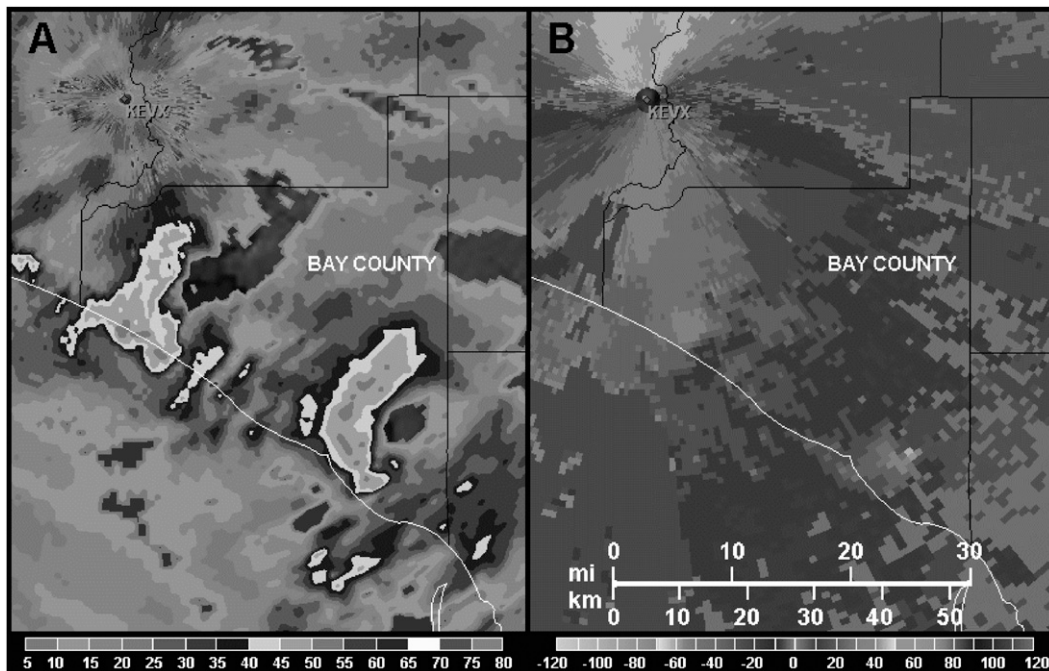 A
B
KEVX
KEVX
BAY COUNTY
BAY COUNTY
0 10 20 30
mi
km
0 10 20 30 40 50
5 10 15 20 25 30 35 40 45 50 55 60 65 70 75 80
-120 -100 -80 -60 -40 -20 0 20 40 60 80 100 120